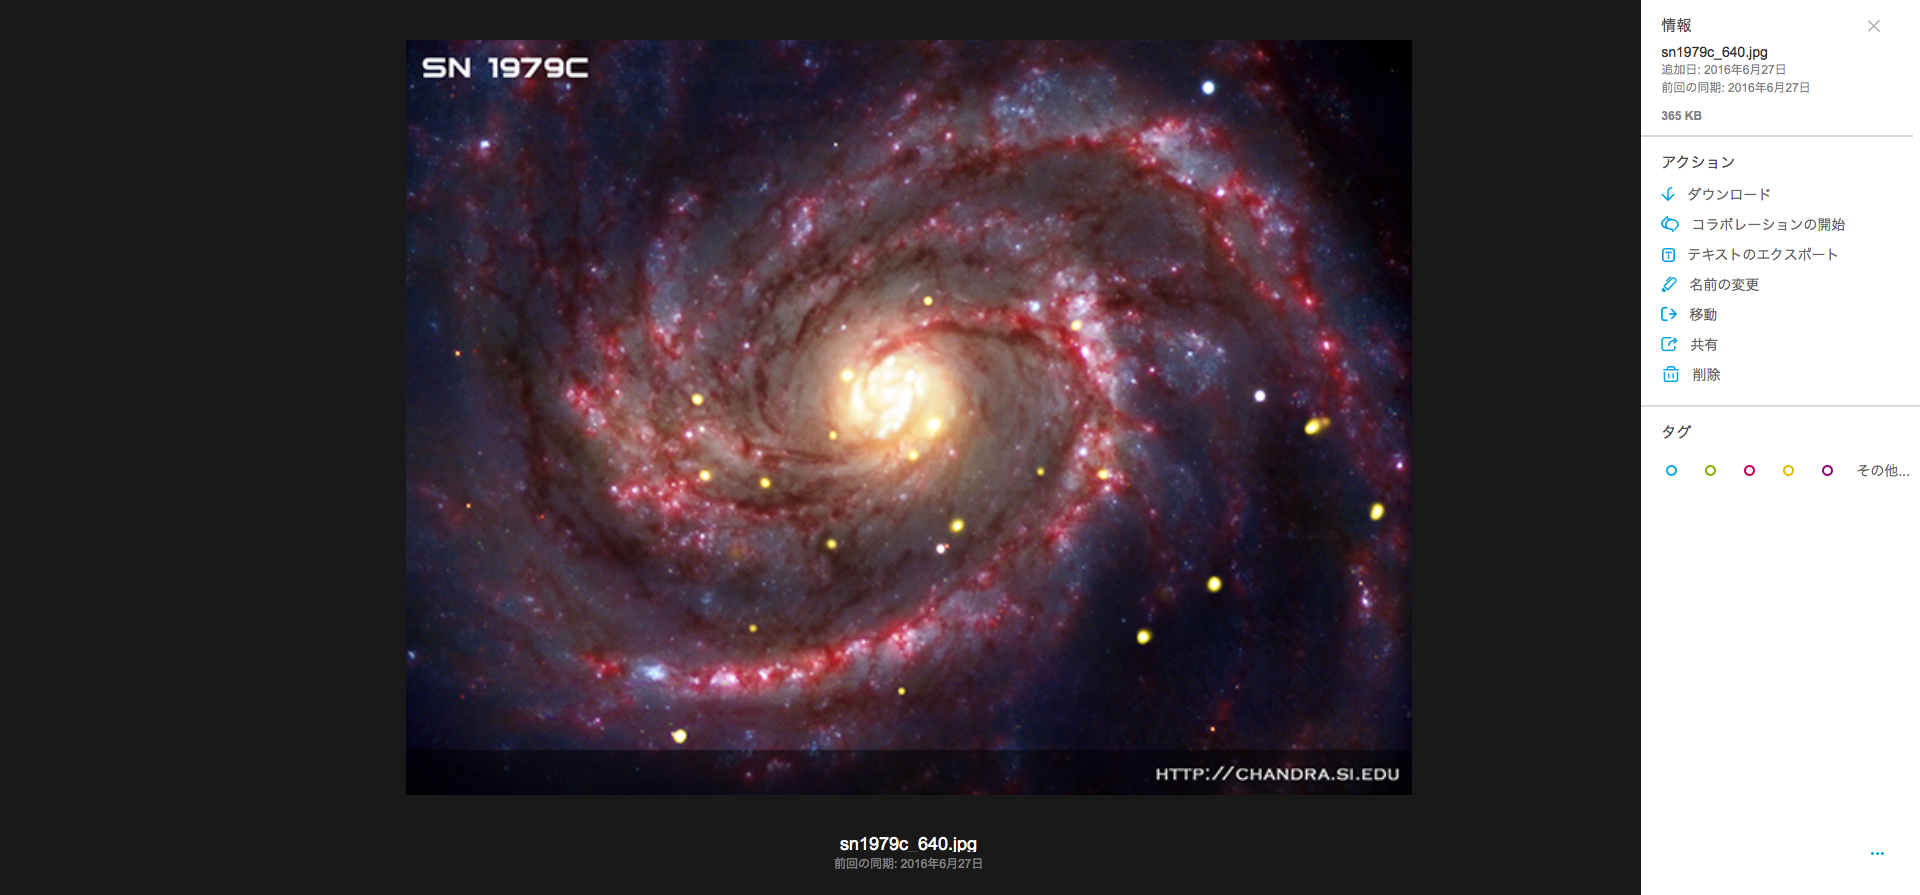 SN 1979C
HTTP://CHANDRA.SI.EDU
sn1979c_640.jpg
前回の同期: 2016年6月27日
情報
sn1979c_640.jpg
追加日: 2016年6月27日
前回の同期: 2016年6月27日
365 KB
アクション
ダウンロード
コラボレーションの開始
テキストのエクスポート
名前の変更
移動
共有
削除
タグ
その他...